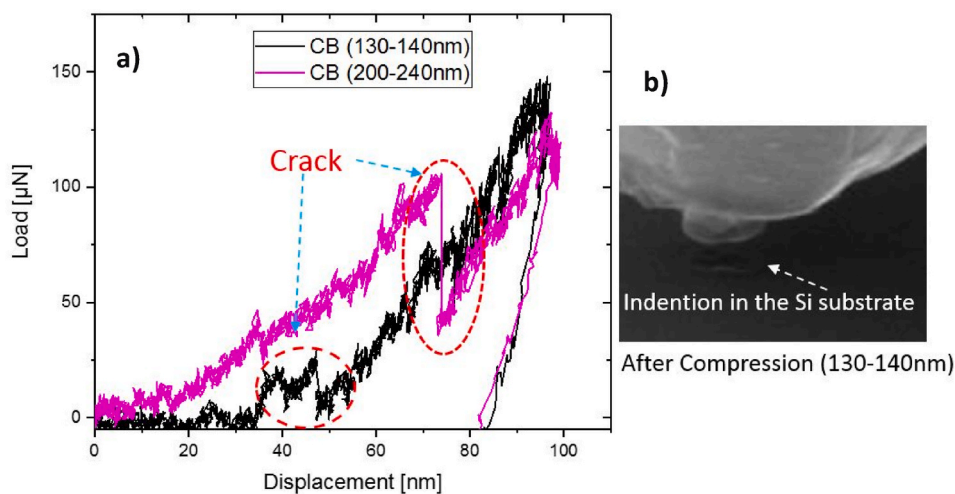 a)
CB (130-140nm)
CB (200-240nm)
Crack
Load [µN]
150
100
50
0
0
20
40
60
80
100
Displacement [nm]
b)
Indention in the Si substrate
After Compression (130-140nm)